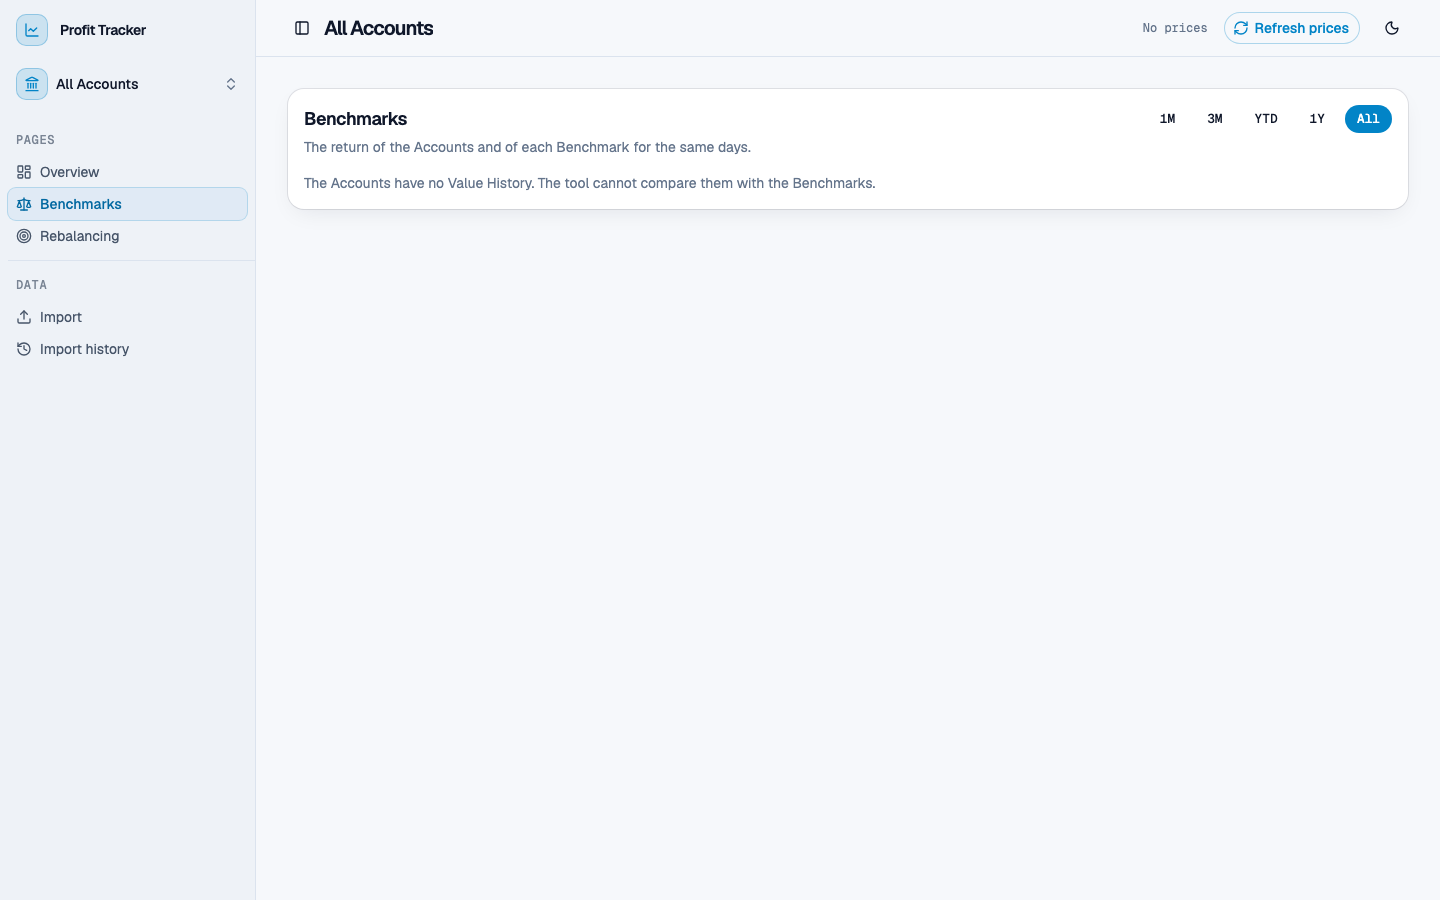 Profit Tracker
All Accounts
PAGES
Overview
Benchmarks
Rebalancing
DATA
Import
Import history
All Accounts
No prices
Refresh prices
Benchmarks
1M
3M
YTD
1Y
All
The return of the Accounts and of each Benchmark for the same days.
The Accounts have no Value History. The tool cannot compare them with the Benchmarks.